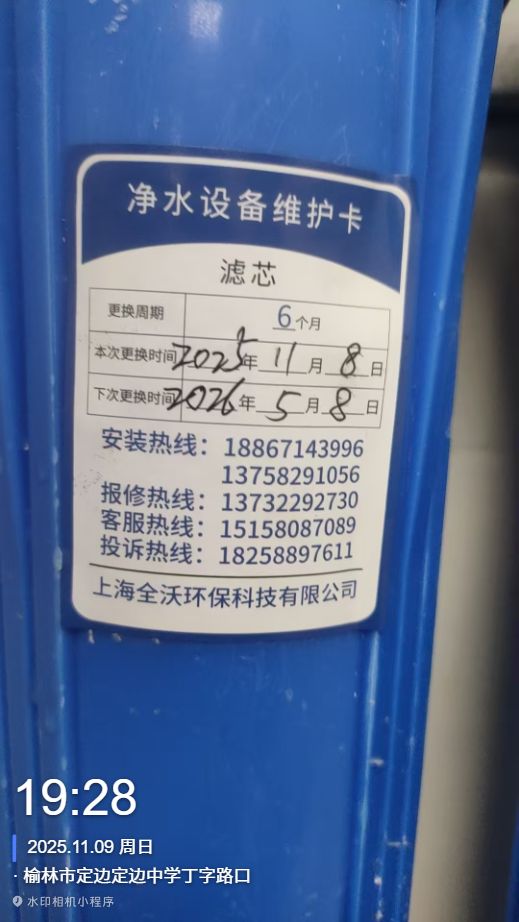 净水设备维护卡
滤芯
更换周期 6个月
本次更换时间 2025年 11月 8日
下次更换时间 2026年 5月 8日
安装热线：18867143996
13758291056
报修热线：13732292730
客服热线：15158087089
投诉热线：18258897611
上海全沃环保科技有限公司
19:28
2025.11.09 周日
· 榆林市定边定边中学丁字路口
水印相机小程序